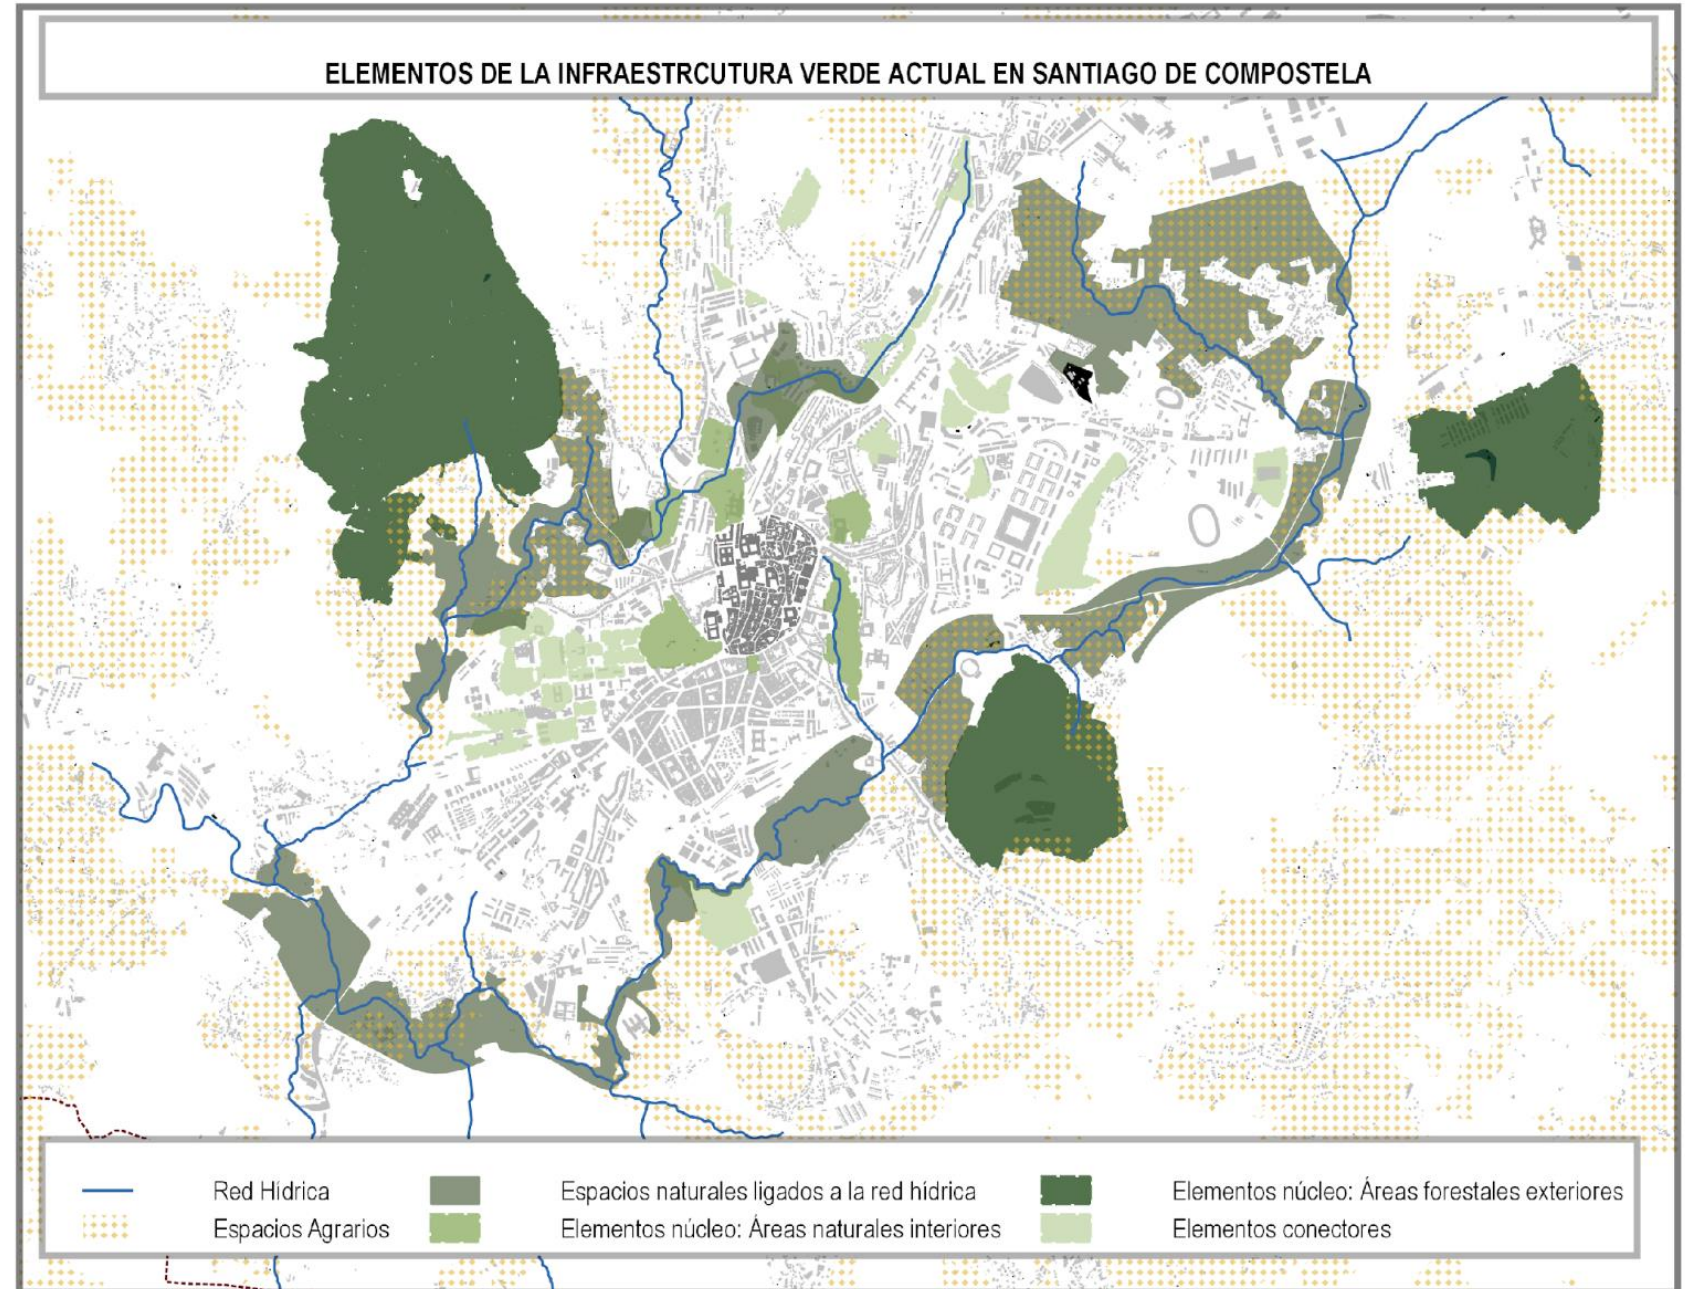 ELEMENTOS DE LA INFRAESTRCUTURA VERDE ACTUAL EN SANTIAGO DE COMPOSTELA
Red Hídrica
Espacios naturales ligados a la red hídrica
Elementos núcleo: Áreas forestales exteriores
Espacios Agrarios
Elementos núcleo: Áreas naturales interiores
Elementos conectores